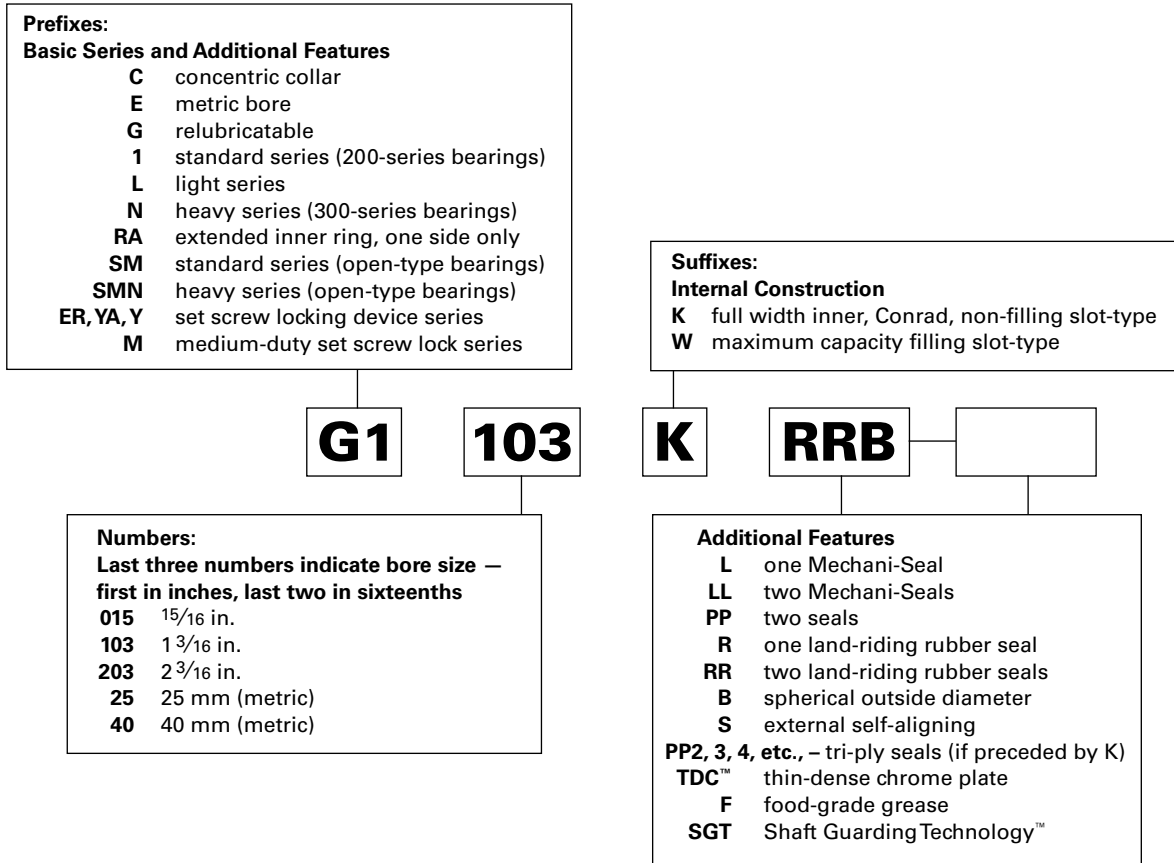 Prefixes:
Basic Series and Additional Features
C concentric collar
E metric bore
G relubricatable
1 standard series (200-series bearings)
L light series
N heavy series (300-series bearings)
RA extended inner ring, one side only
SM standard series (open-type bearings)
SMN heavy series (open-type bearings)
ER, YA, Y set screw locking device series
M medium-duty set screw lock series
Suffixes:
Internal Construction
K full width inner, Conrad, non-filling slot-type
W maximum capacity filling slot-type
G1 103 K RRB
Numbers:
Last three numbers indicate bore size —
first in inches, last two in sixteenths
015 15/16 in.
103 1 3/16 in.
203 2 3/16 in.
25 25 mm (metric)
40 40 mm (metric)
Additional Features
L one Mechani-Seal
LL two Mechani-Seals
PP two seals
R one land-riding rubber seal
RR two land-riding rubber seals
B spherical outside diameter
S external self-aligning
PP2, 3, 4, etc., – tri-ply seals (if preceded by K)
TDC™ thin-dense chrome plate
F food-grade grease
SGT Shaft Guarding Technology™